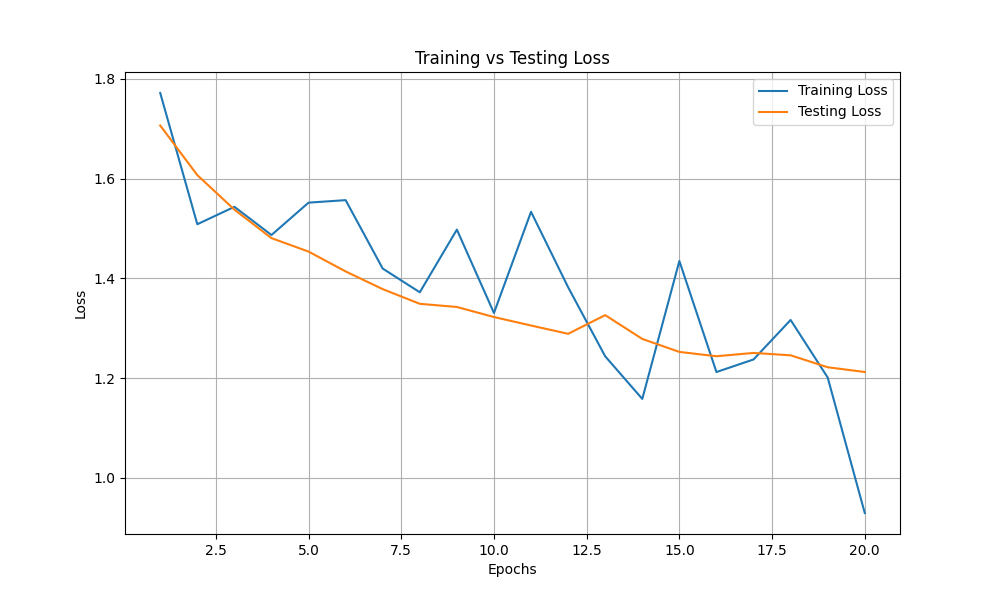 Training vs Testing Loss
Training Loss
Testing Loss
Loss
1.8
1.6
1.4
1.2
1.0
2.5 5.0 7.5 10.0 12.5 15.0 17.5 20.0
Epochs